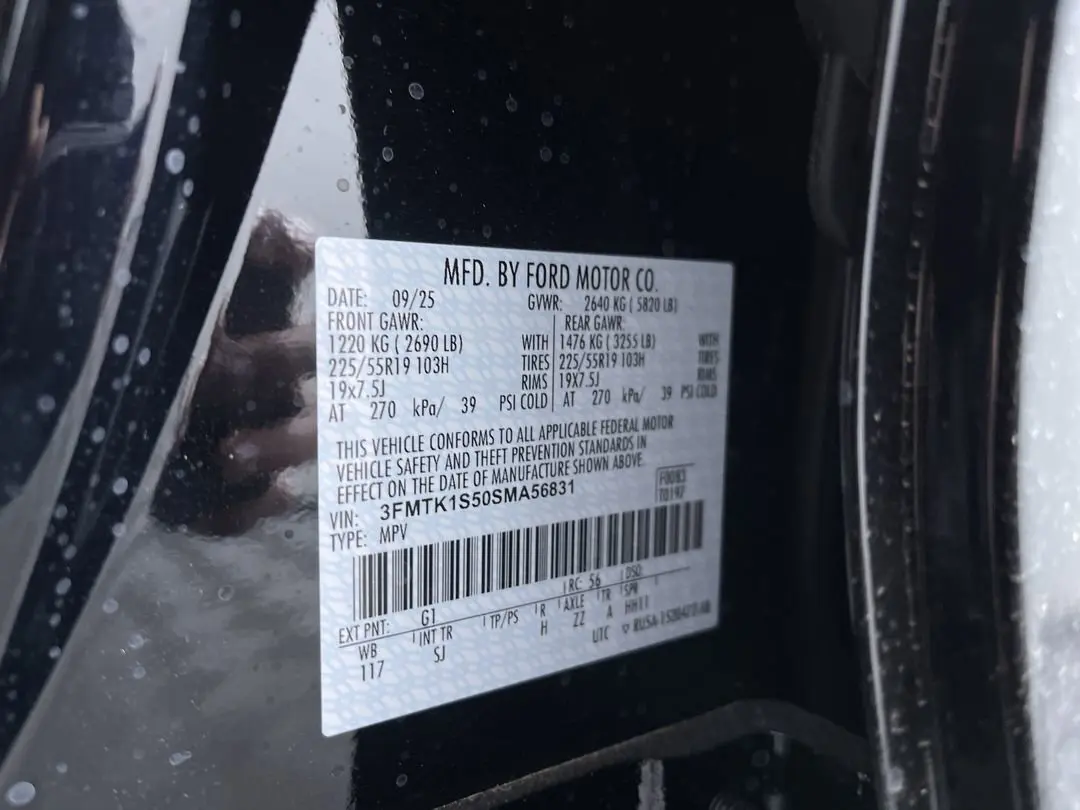 MFD. BY FORD MOTOR CO.
DATE: 09/25 GVWR: 2640 KG ( 5820 LB)
FRONT GAWR: REAR GAWR:
1220 KG ( 2690 LB) WITH 1476 KG ( 3255 LB) WITH
225/55R19 103H TIRES 225/55R19 103H TIRES
19x7.5J RIMS 19X7.5J RIMS
AT 270 kPa/ 39 PSI COLD AT 270 kPa/ 39 PSI COLD
THIS VEHICLE CONFORMS TO ALL APPLICABLE FEDERAL MOTOR
VEHICLE SAFETY AND THEFT PREVENTION STANDARDS IN
EFFECT ON THE DATE OF MANUFACTURE SHOWN ABOVE.
VIN: 3FMTK1S50SMA56831
F0083
T0197
TYPE: MPV
EXT PNT: G1 RC: 56 DSO
WB INT TR TP/PS R AXLE TR SPR
117 SJ H ZZ A HH11
UTC